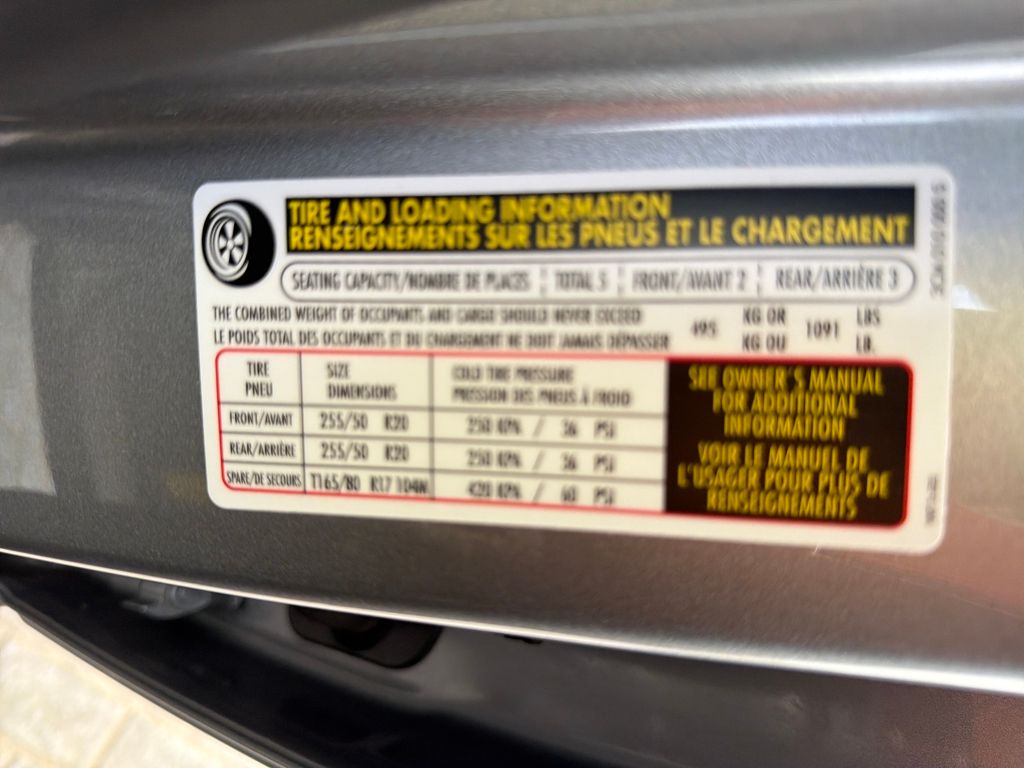 TIRE AND LOADING INFORMATION
RENSEIGNEMENTS SUR LES PNEUS ET LE CHARGEMENT
SEATING CAPACITY/NOMBRE DE PLACES TOTAL 5 FRONT/AVANT 2 REAR/ARRIÈRE 3
THE COMBINED WEIGHT OF OCCUPANTS AND CARGO SHOULD NEVER EXCEED 495 KG OR 1091 LBS
LE POIDS TOTAL DES OCCUPANTS ET DU CHARGEMENT NE DOIT JAMAIS DÉPASSER KG OU LB.
TIRE SIZE COLD TIRE PRESSURE
PNEU DIMENSIONS PRESSION DES PNEUS À FROID
FRONT/AVANT 255/50 R20 250 KPA / 36 PSI
REAR/ARRIÈRE 255/50 R20 250 KPA / 36 PSI
SPARE/DE SECOURS T165/80 R17 104M 420 KPA / 60 PSI
SEE OWNER'S MANUAL
FOR ADDITIONAL
INFORMATION
VOIR LE MANUEL DE
L'USAGER POUR PLUS DE
RENSEIGNEMENTS